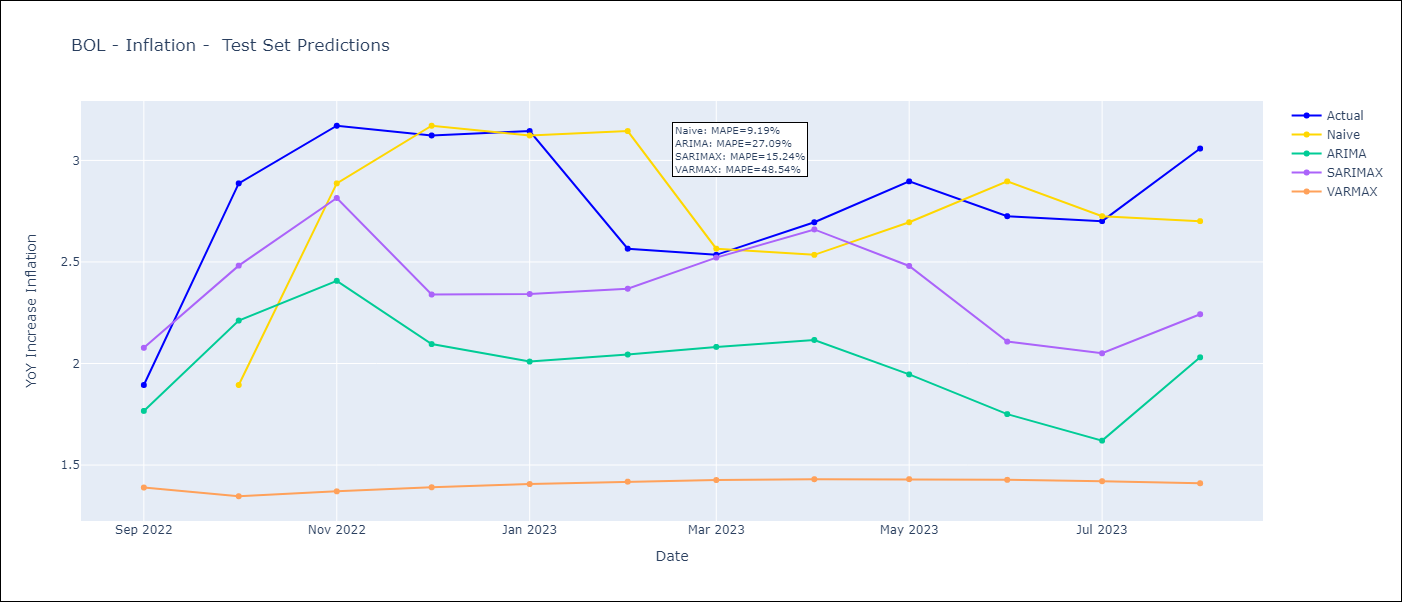 BOL - Inflation -  Test Set Predictions
Naive: MAPE=9.19%
ARIMA: MAPE=27.09%
SARIMAX: MAPE=15.24%
VARMAX: MAPE=48.54%
Actual
Naive
ARIMA
SARIMAX
VARMAX
YoY Increase Inflation
3
2.5
2
1.5
Sep 2022
Nov 2022
Jan 2023
Mar 2023
May 2023
Jul 2023
Date